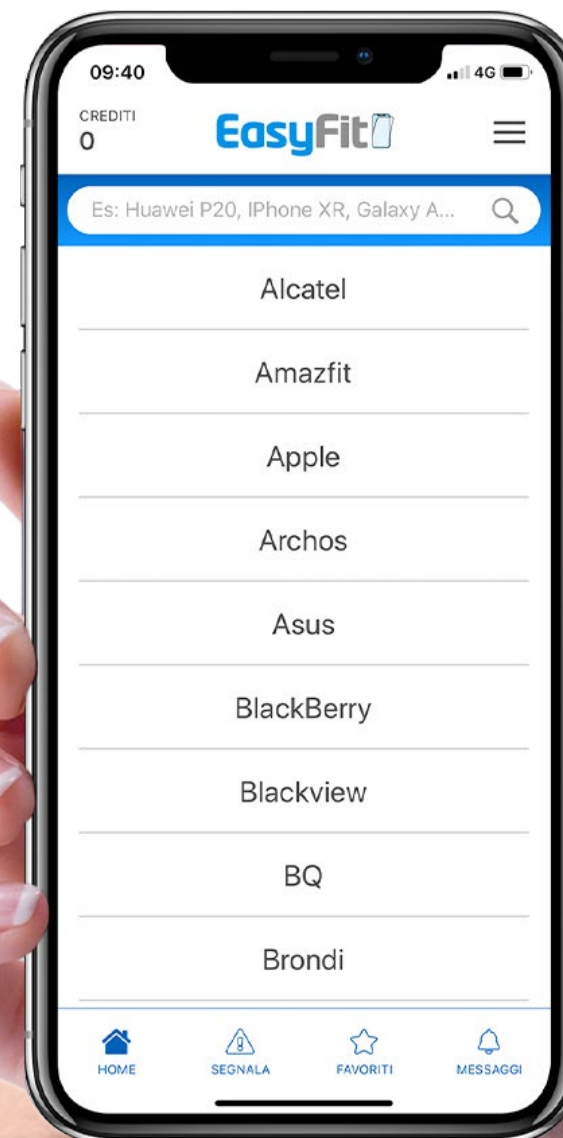 09:40
4G
CREDITI
0
EasyFit
Es: Huawei P20, IPhone XR, Galaxy A...
Alcatel
Amazfit
Apple
Archos
Asus
BlackBerry
Blackview
BQ
Brondi
HOME
SEGNALA
FAVORITI
MESSAGGI